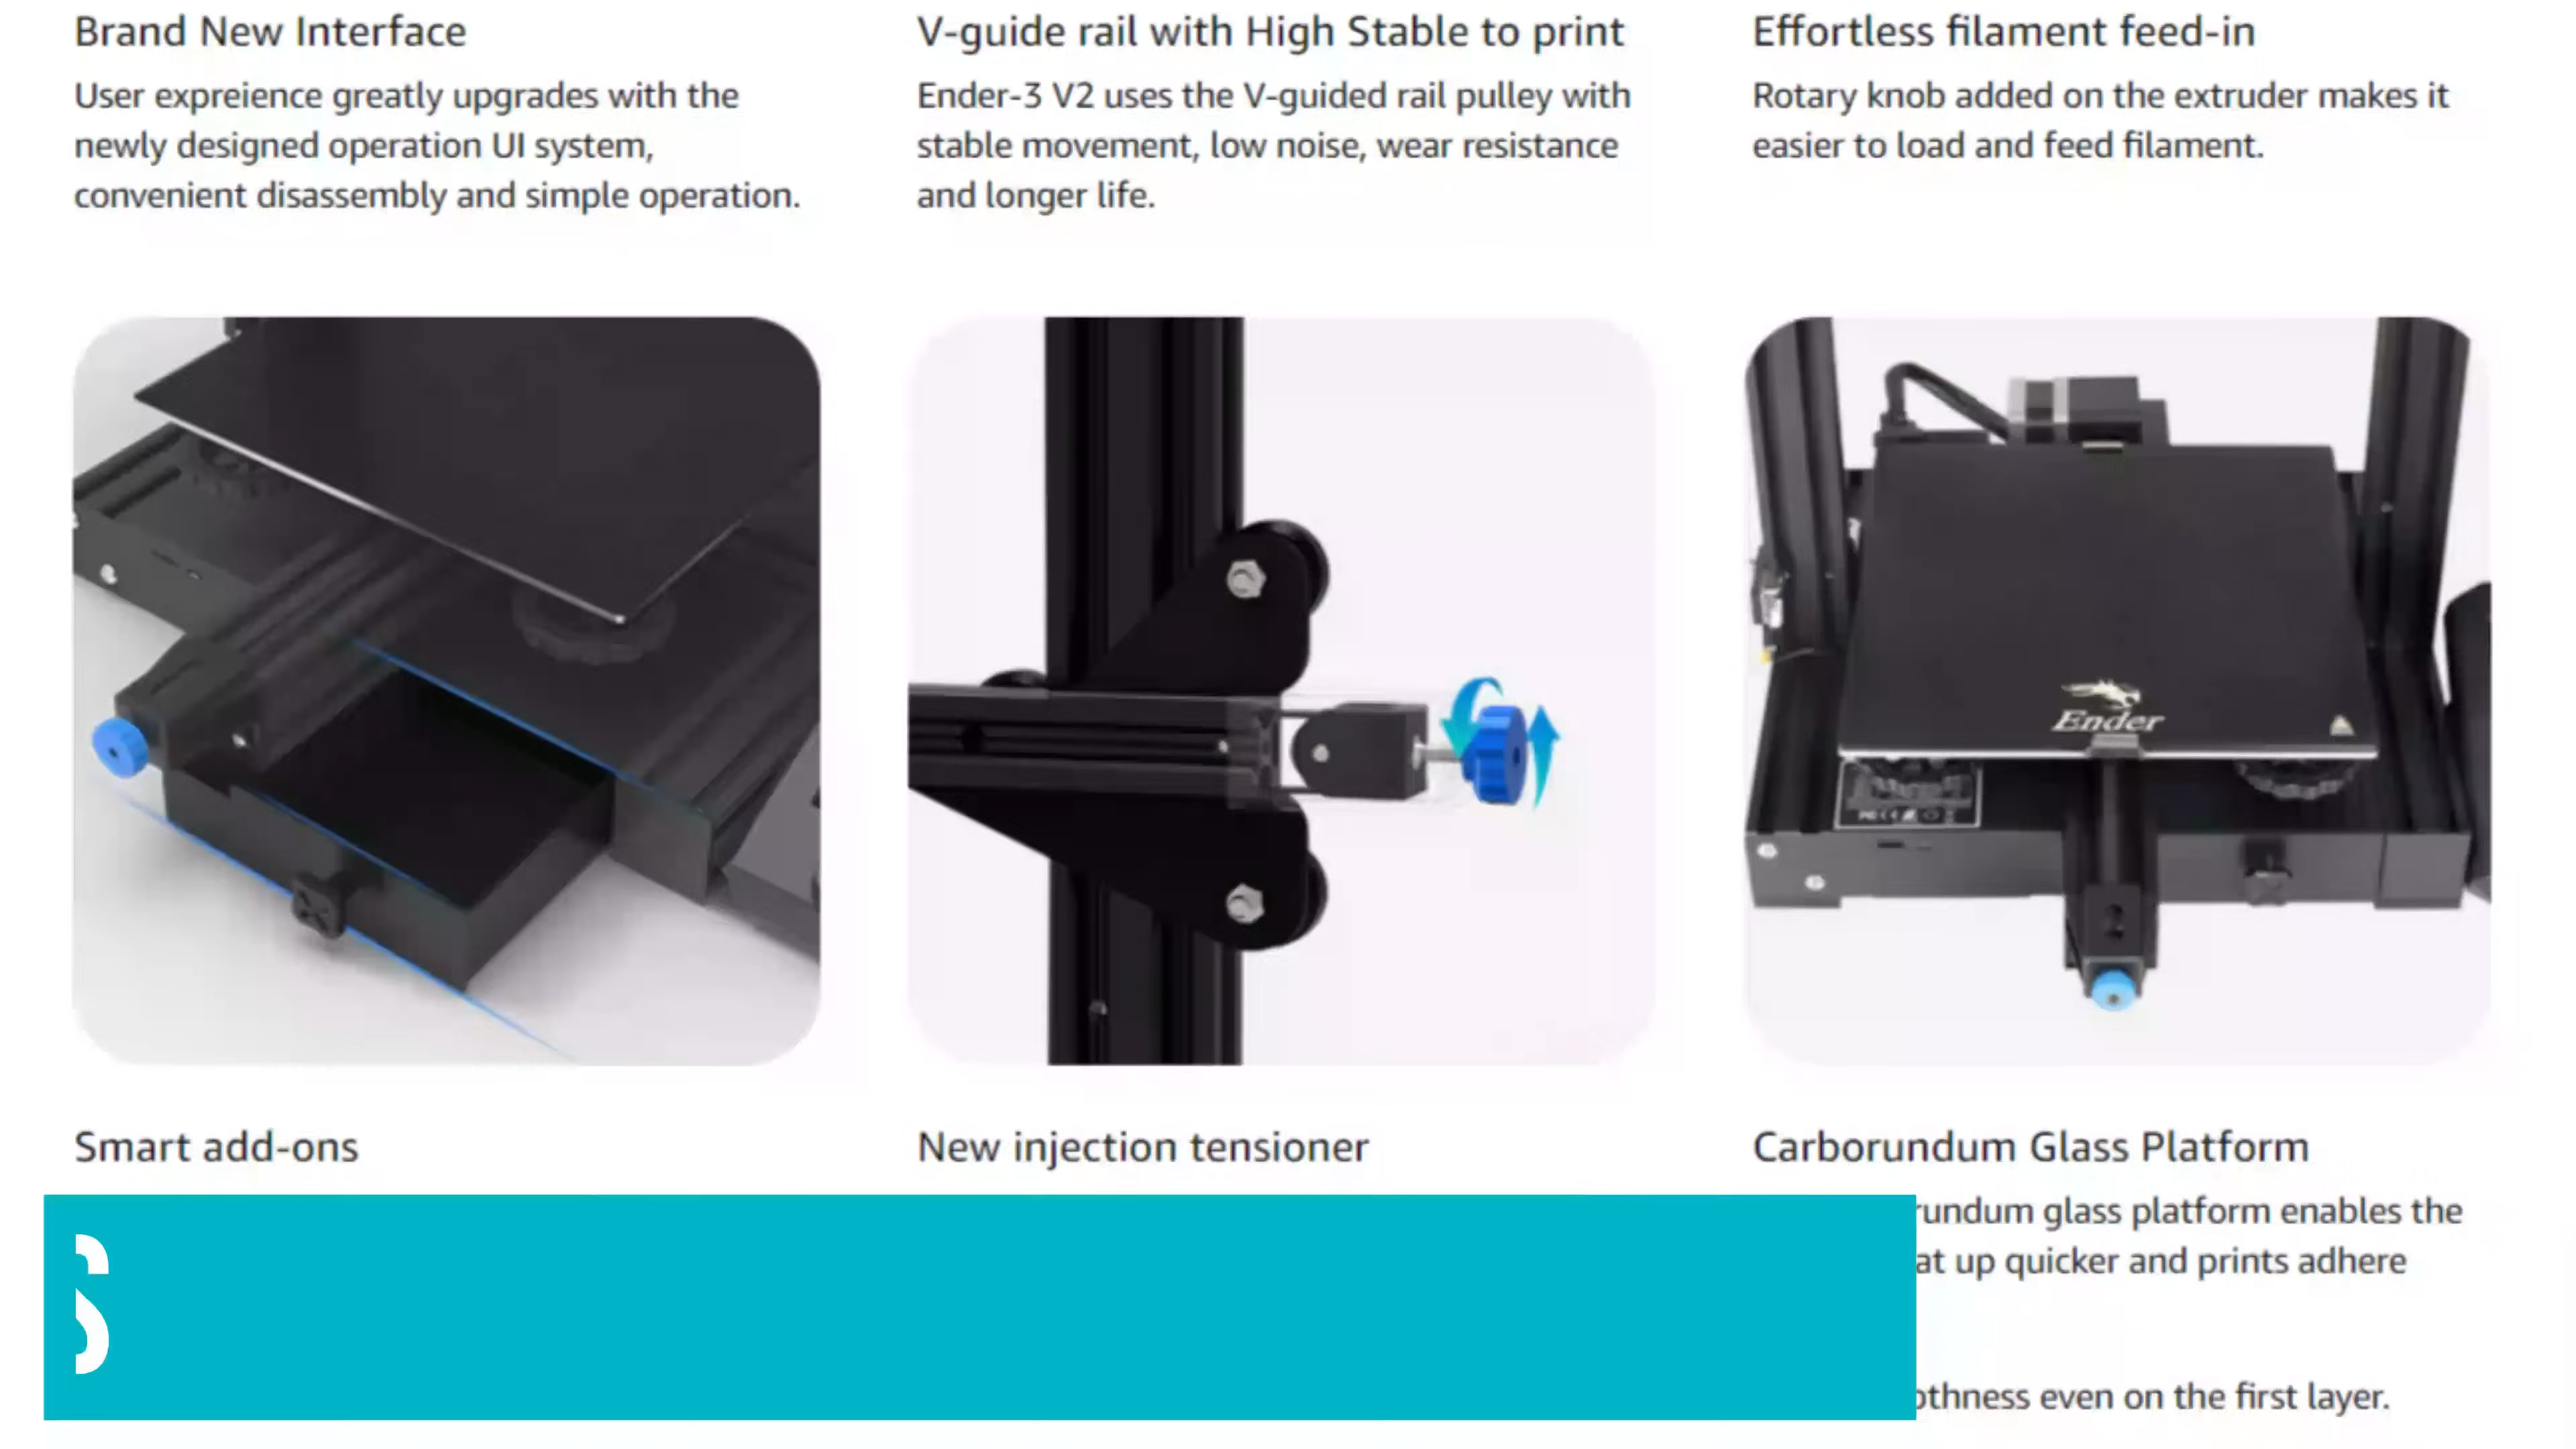 Brand New Interface
User expreience greatly upgrades with the
newly designed operation UI system,
convenient disassembly and simple operation.
V-guide rail with High Stable to print
Ender-3 V2 uses the V-guided rail pulley with
stable movement, low noise, wear resistance
and longer life.
Effortless filament feed-in
Rotary knob added on the extruder makes it
easier to load and feed filament.
Ender
Smart add-ons
New injection tensioner
Carborundum Glass Platform
rundum glass platform enables the
at up quicker and prints adhere
othness even on the first layer.